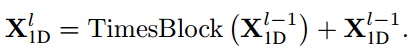 X^l_{1D} = TimesBlock (X^{l−1}_{1D}) + X^{l−1}_{1D}.